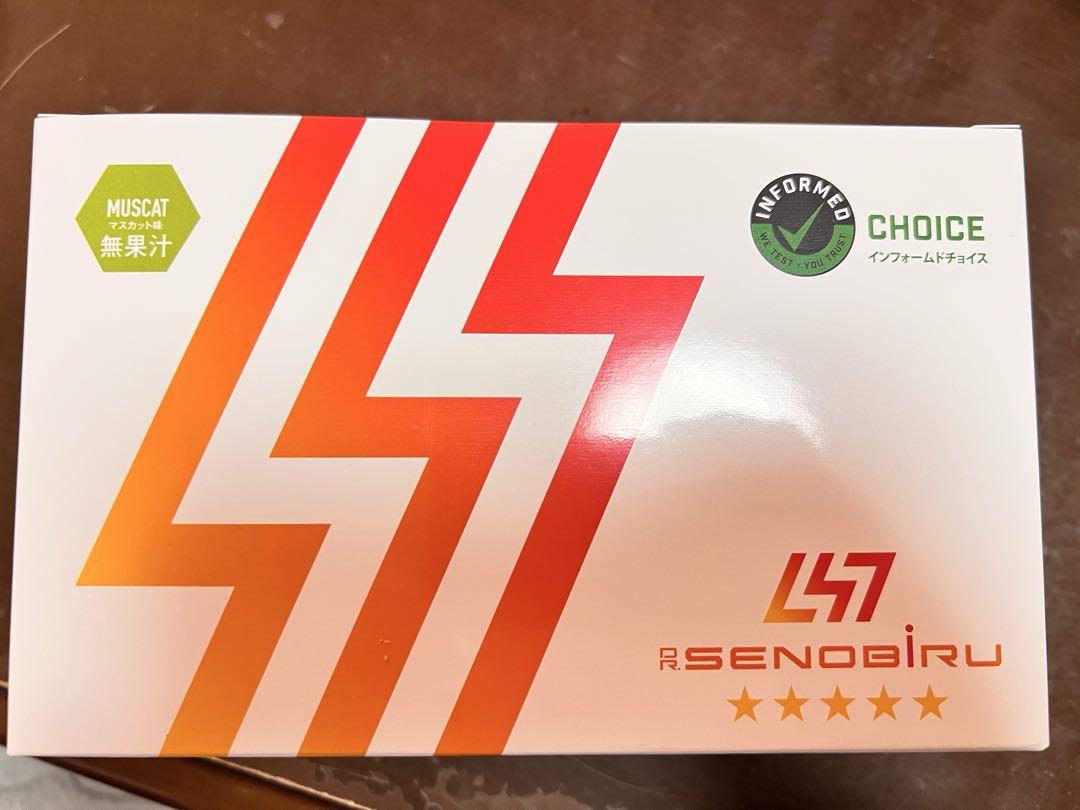 MUSCAT
マスカット味
無果汁
INFORMED
WE TEST • YOU TRUST
CHOICE
インフォームドチョイス
DR. SENOBiRU